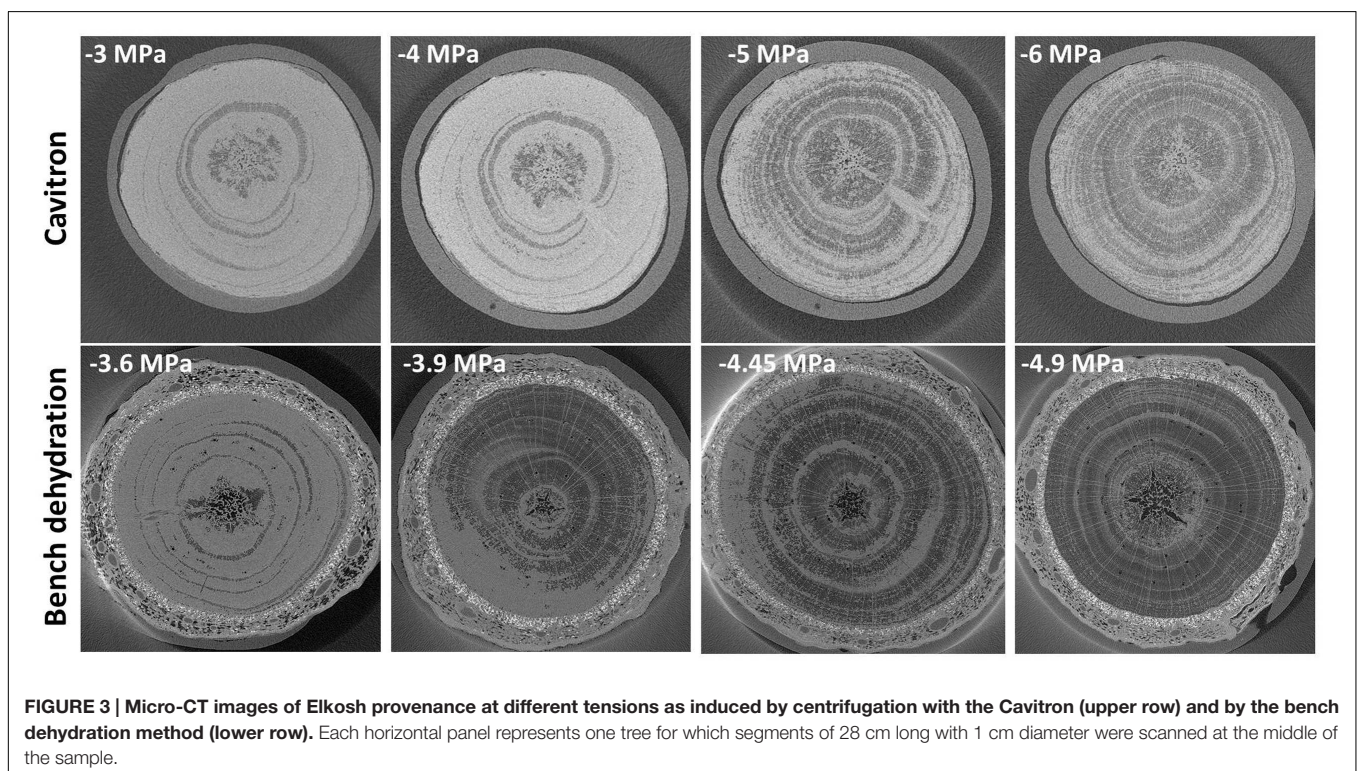 Cavitron
-3 MPa
-4 MPa
-5 MPa
-6 MPa
Bench dehydration
-3.6 MPa
-3.9 MPa
-4.45 MPa
-4.9 MPa
FIGURE 3 | Micro-CT images of Elkosh provenance at different tensions as induced by centrifugation with the Cavitron (upper row) and by the bench
dehydration method (lower row). Each horizontal panel represents one tree for which segments of 28 cm long with 1 cm diameter were scanned at the middle of
the sample.